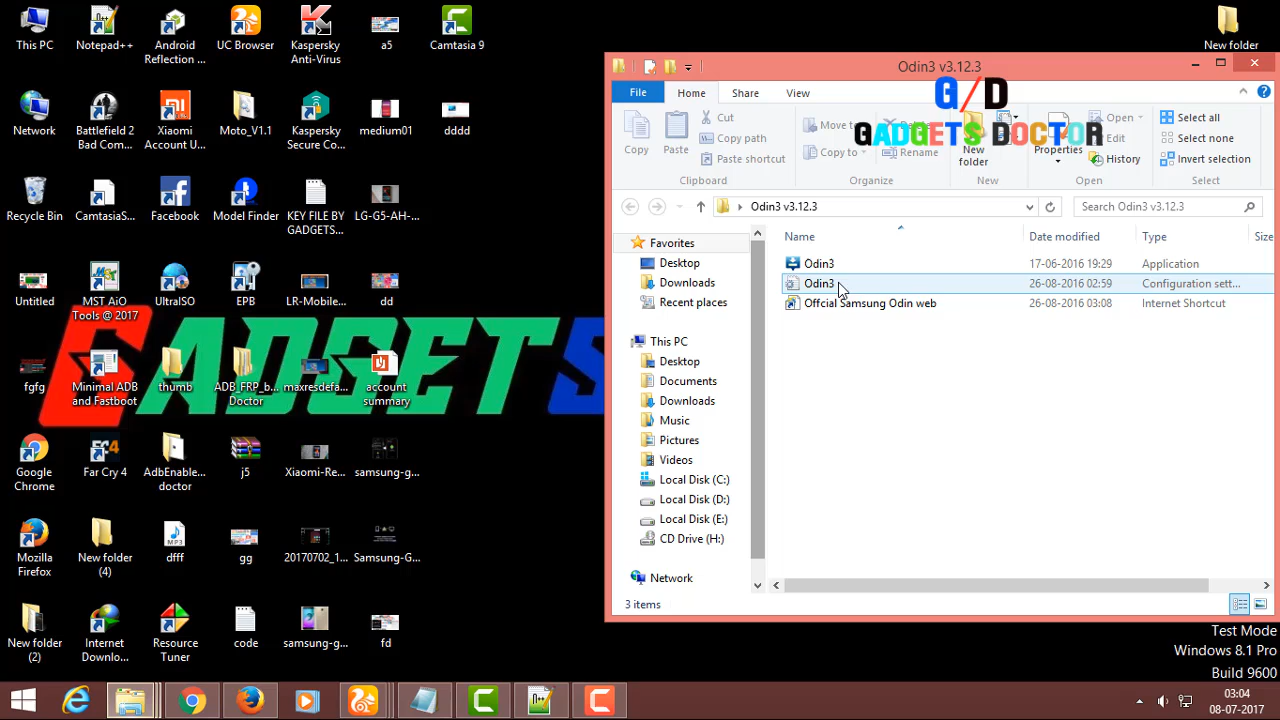 This PC
Notepad++
Android
Reflection ...
UC Browser
Kaspersky
Anti-Virus
a5
Camtasia 9
New folder
Network
Battlefield 2
Bad Com...
Xiaomi
Account U...
Moto_V1.1
Kaspersky
Secure Co...
medium01
dddd
Recycle Bin
CamtasiaS...
Facebook
Model Finder
KEY FILE BY
GADGETS...
LG-G5-AH-...
Untitled
MST AiO
Tools @ 2017
UltraISO
EPB
LR-Mobile...
dd
GADGETS
fgfg
Minimal ADB
and Fastboot
thumb
ADB_FRP_b...
Doctor
maxresdefa...
account
summary
Google
Chrome
Far Cry 4
AdbEnable...
doctor
j5
Xiaomi-Re...
samsung-g...
Mozilla
Firefox
New folder
(4)
dfff
gg
20170702_1...
Samsung-G...
New folder
(2)
Internet
Downlo...
Resource
Tuner
code
samsung-g...
fd
Odin3 v3.12.3
File
Home
Share
View
G/D
GADGETS DOCTOR
Copy
Paste
Cut
Copy path
Paste shortcut
Clipboard
Move to
Copy to
Rename
Organize
New
folder
New
Properties
Open
Edit
History
Open
Select all
Select none
Invert selection
Select
Odin3 v3.12.3
Search Odin3 v3.12.3
Favorites
Desktop
Downloads
Recent places
This PC
Desktop
Documents
Downloads
Music
Pictures
Videos
Local Disk (C:)
Local Disk (D:)
Local Disk (E:)
CD Drive (H:)
Network
Name Date modified Type Size
Odin3 17-06-2016 19:29 Application
Odin3 26-08-2016 02:59 Configuration sett...
Offcial Samsung Odin web 26-08-2016 03:08 Internet Shortcut
3 items
Test Mode
Windows 8.1 Pro
Build 9600
03:04
08-07-2017